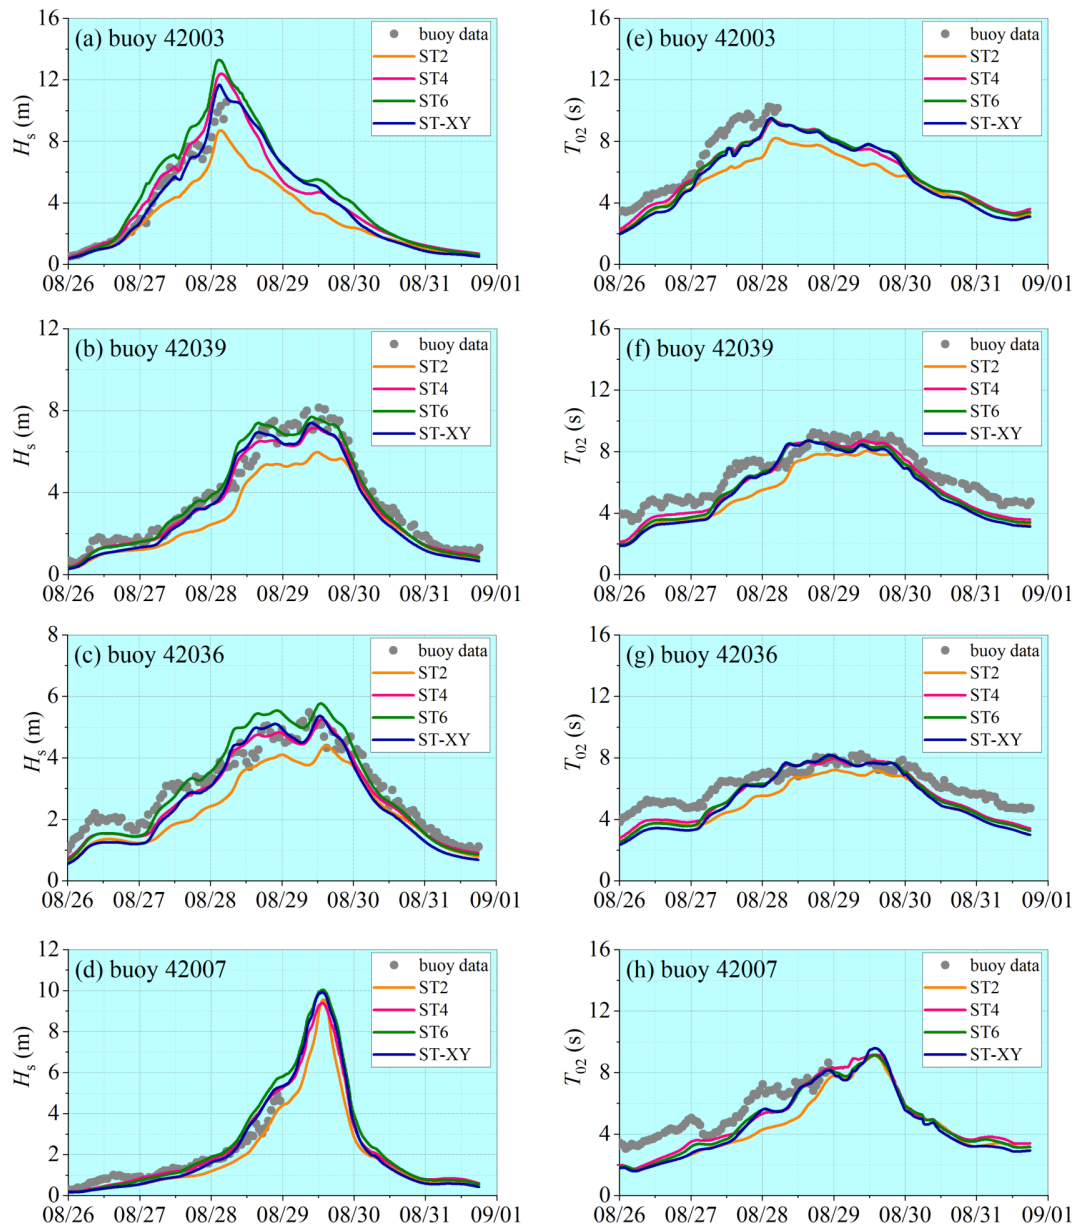 (a) buoy 42003
buoy data
ST2
ST4
ST6
ST-XY
Hs (m)
16
12
8
4
0
08/26 08/27 08/28 08/29 08/30 08/31 09/01
(e) buoy 42003
buoy data
ST2
ST4
ST6
ST-XY
T02 (s)
16
12
8
4
0
08/26 08/27 08/28 08/29 08/30 08/31 09/01
(b) buoy 42039
buoy data
ST2
ST4
ST6
ST-XY
Hs (m)
12
8
4
0
08/26 08/27 08/28 08/29 08/30 08/31 09/01
(f) buoy 42039
buoy data
ST2
ST4
ST6
ST-XY
T02 (s)
16
12
8
4
0
08/26 08/27 08/28 08/29 08/30 08/31 09/01
(c) buoy 42036
buoy data
ST2
ST4
ST6
ST-XY
Hs (m)
8
6
4
2
0
08/26 08/27 08/28 08/29 08/30 08/31 09/01
(g) buoy 42036
buoy data
ST2
ST4
ST6
ST-XY
T02 (s)
16
12
8
4
0
08/26 08/27 08/28 08/29 08/30 08/31 09/01
(d) buoy 42007
buoy data
ST2
ST4
ST6
ST-XY
Hs (m)
12
10
8
6
4
2
0
08/26 08/27 08/28 08/29 08/30 08/31 09/01
(h) buoy 42007
buoy data
ST2
ST4
ST6
ST-XY
T02 (s)
16
12
8
4
0
08/26 08/27 08/28 08/29 08/30 08/31 09/01